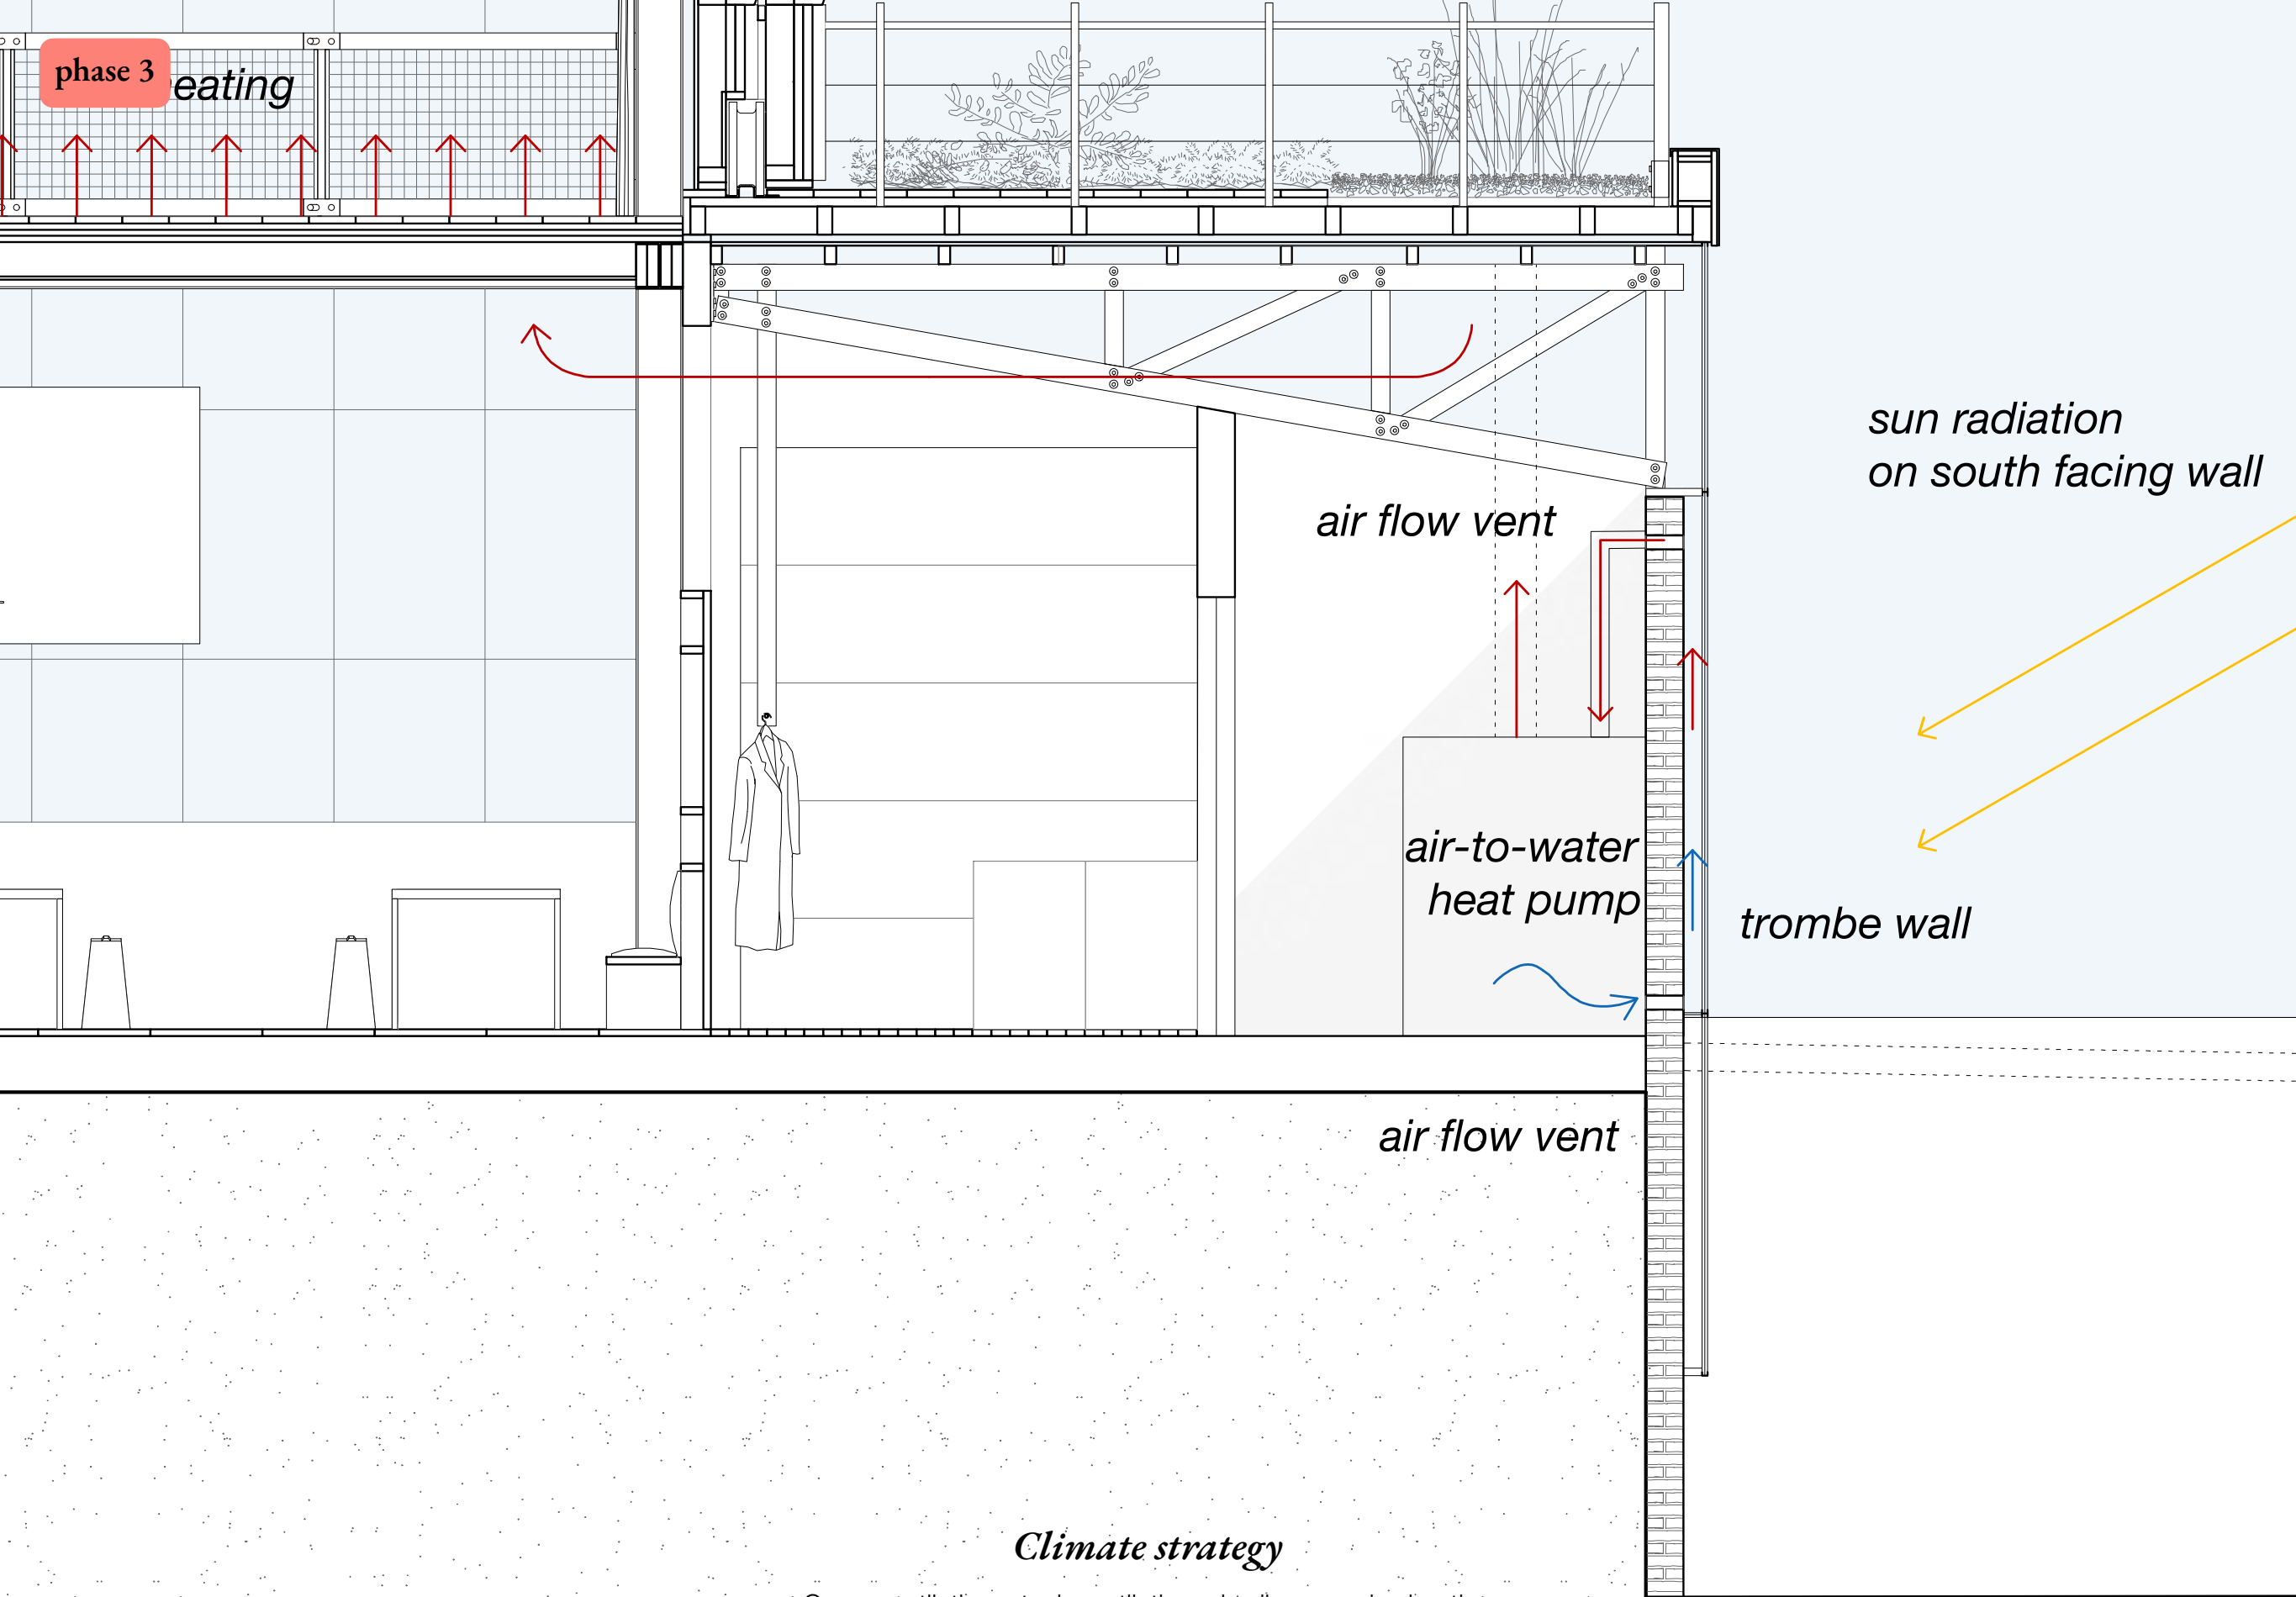 phase 3
eating
sun radiation
on south facing wall
air flow vent
air-to-water
heat pump
trombe wall
air flow vent
Climate strategy